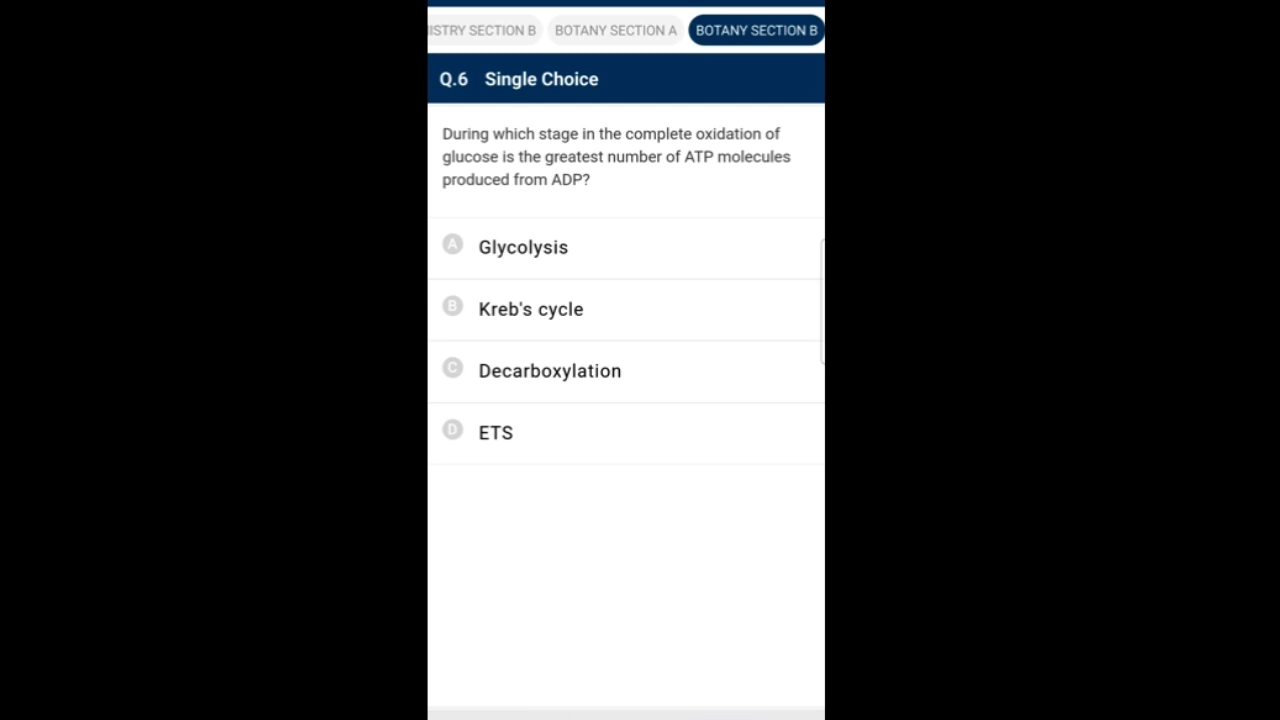 ISTRY SECTION B BOTANY SECTION A BOTANY SECTION B
Q.6 Single Choice
During which stage in the complete oxidation of
glucose is the greatest number of ATP molecules
produced from ADP?
A Glycolysis
B Kreb's cycle
C Decarboxylation
D ETS